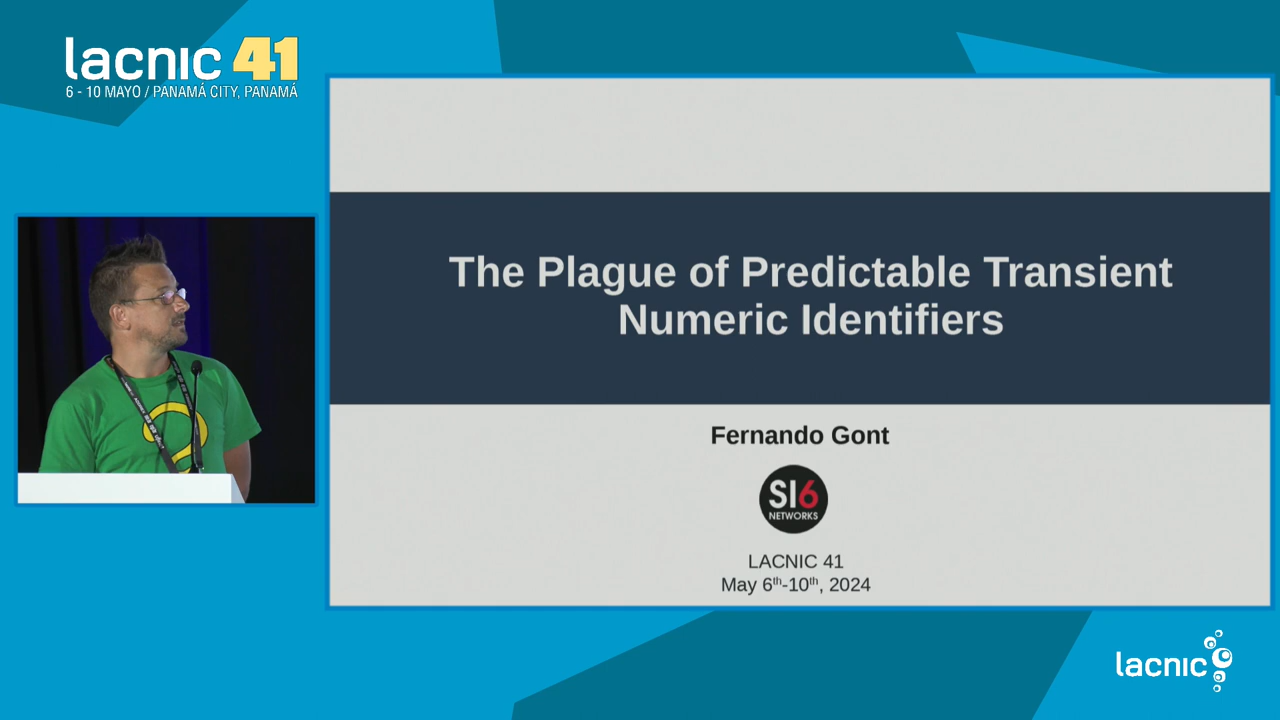 lacnic 41
6 - 10 MAYO / PANAMÁ CITY, PANAMÁ
The Plague of Predictable Transient
Numeric Identifiers
Fernando Gont
SI6
NETWORKS
LACNIC 41
May 6th-10th, 2024
lacnic